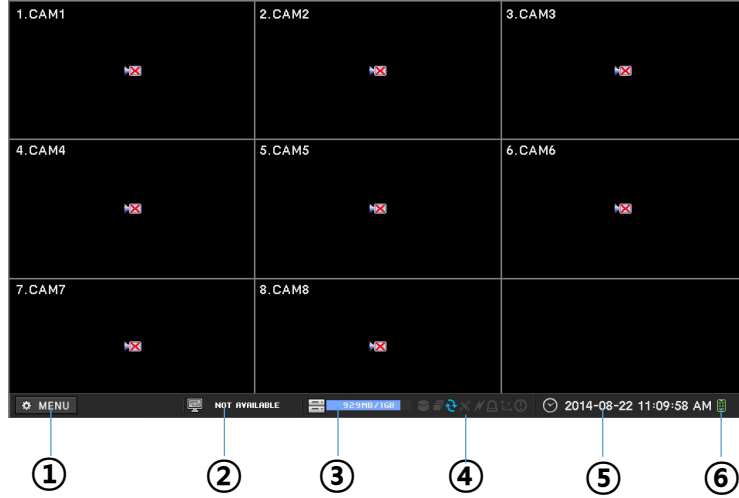 1.CAM1 2.CAM2 3.CAM3
4.CAM4 5.CAM5 6.CAM6
7.CAM7 8.CAM8
MENU NOT AVAILABLE 929MB/1GB 2014-08-22 11:09:58 AM
① ② ③ ④ ⑤ ⑥